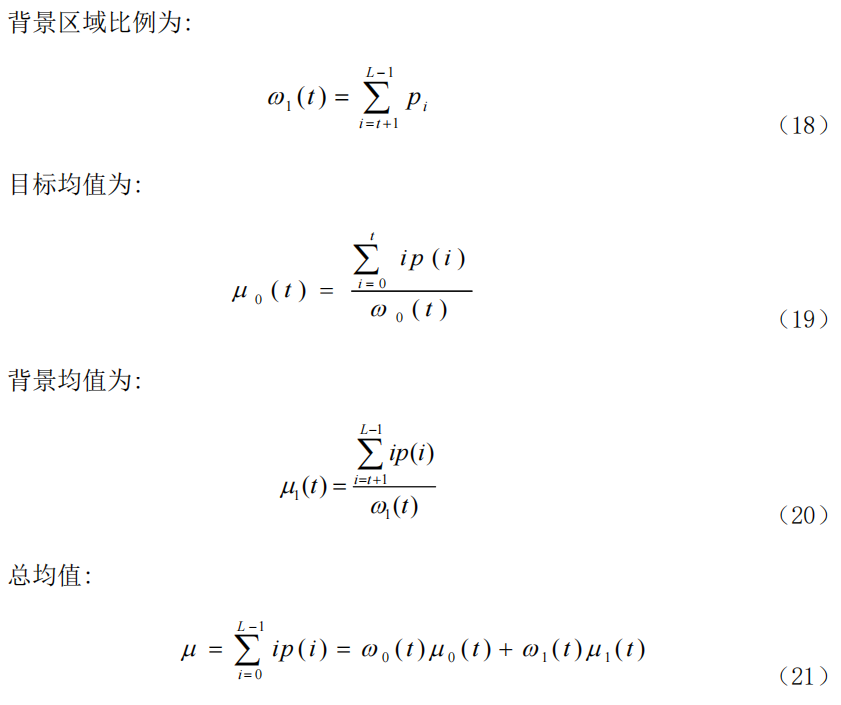 背景区域比例为:
$$\omega_1(t) = \sum_{i=t+1}^{L-1} p_i$$ (18)
目标均值为:
$$\mu_0(t) = \frac{\sum_{i=0}^{t} ip(i)}{\omega_0(t)}$$ (19)
背景均值为:
$$\mu_1(t) = \frac{\sum_{i=t+1}^{L-1} ip(i)}{\omega_1(t)}$$ (20)
总均值:
$$\mu = \sum_{i=0}^{L-1} ip(i) = \omega_0(t)\mu_0(t) + \omega_1(t)\mu_1(t)$$ (21)